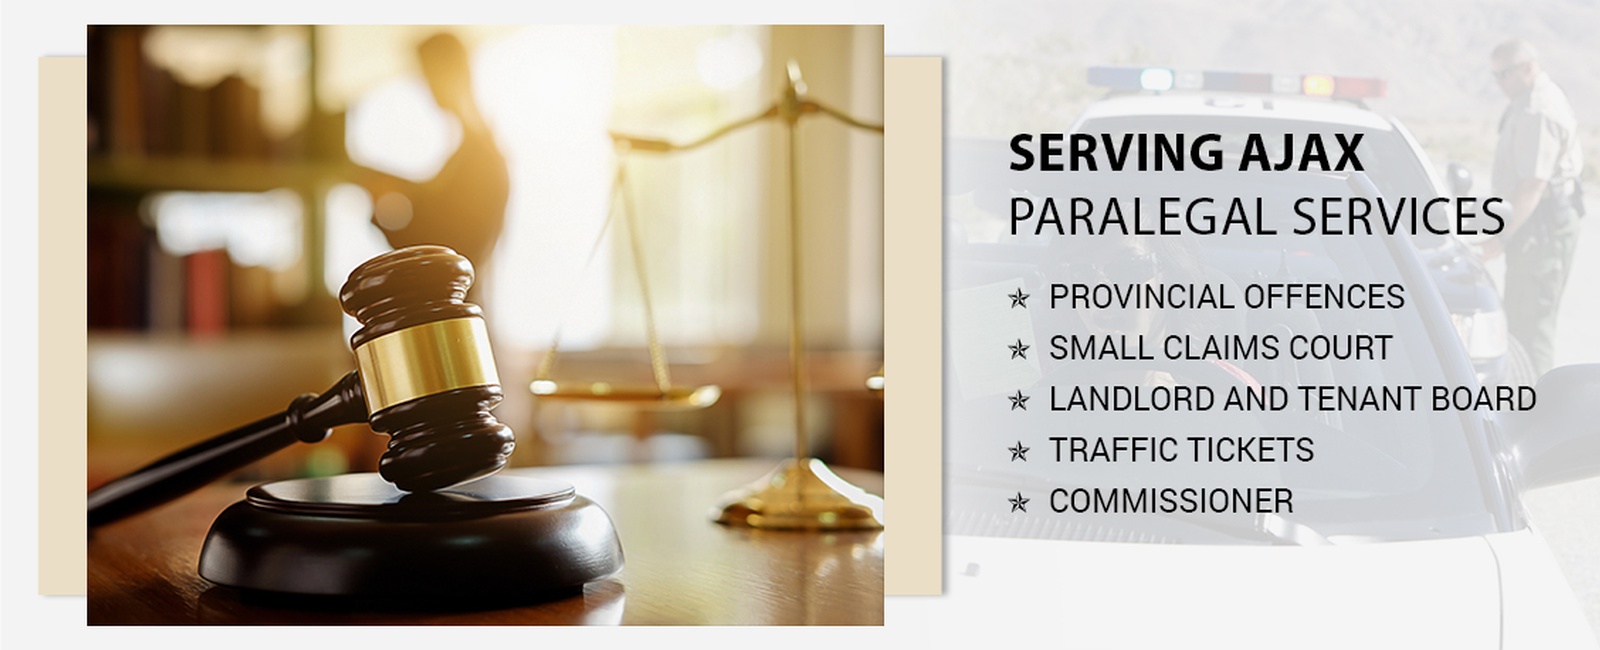 SERVING AJAX
PARALEGAL SERVICES
PROVINCIAL OFFENCES
SMALL CLAIMS COURT
LANDLORD AND TENANT BOARD
TRAFFIC TICKETS
COMMISSIONER